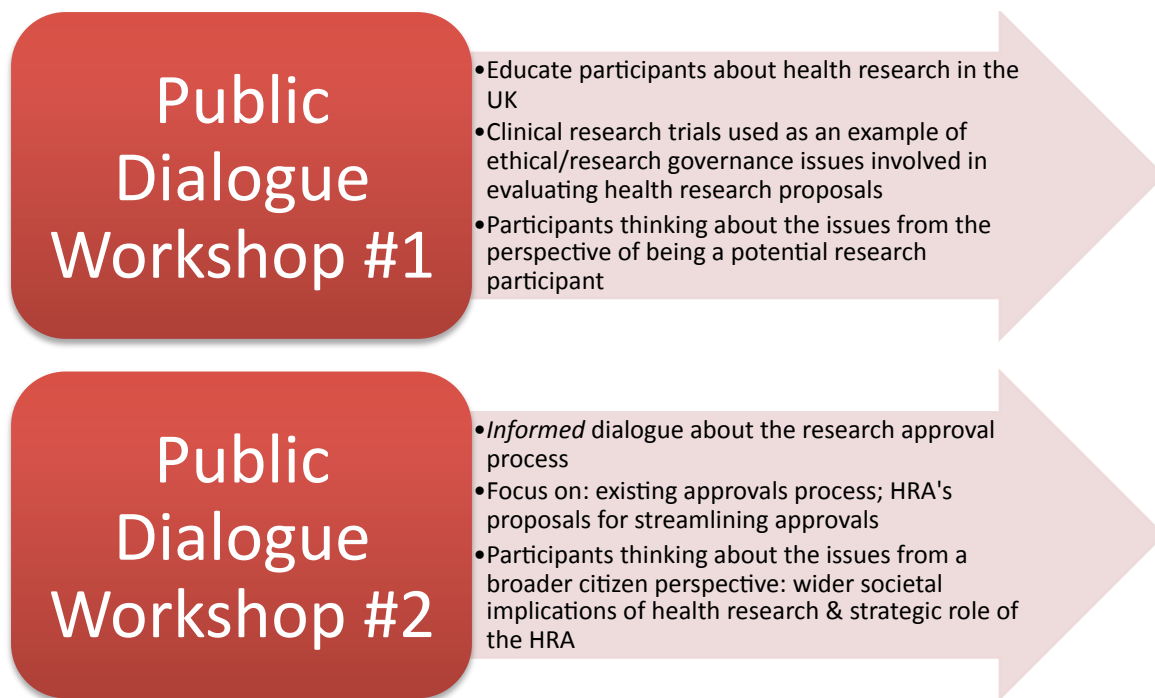 Public
Dialogue
Workshop #1
•Educate participants about health research in the
UK
•Clinical research trials used as an example of
ethical/research governance issues involved in
evaluating health research proposals
•Participants thinking about the issues from the
perspective of being a potential research
participant
Public
Dialogue
Workshop #2
•Informed dialogue about the research approval
process
•Focus on: existing approvals process; HRA's
proposals for streamlining approvals
•Participants thinking about the issues from a
broader citizen perspective: wider societal
implications of health research & strategic role of
the HRA